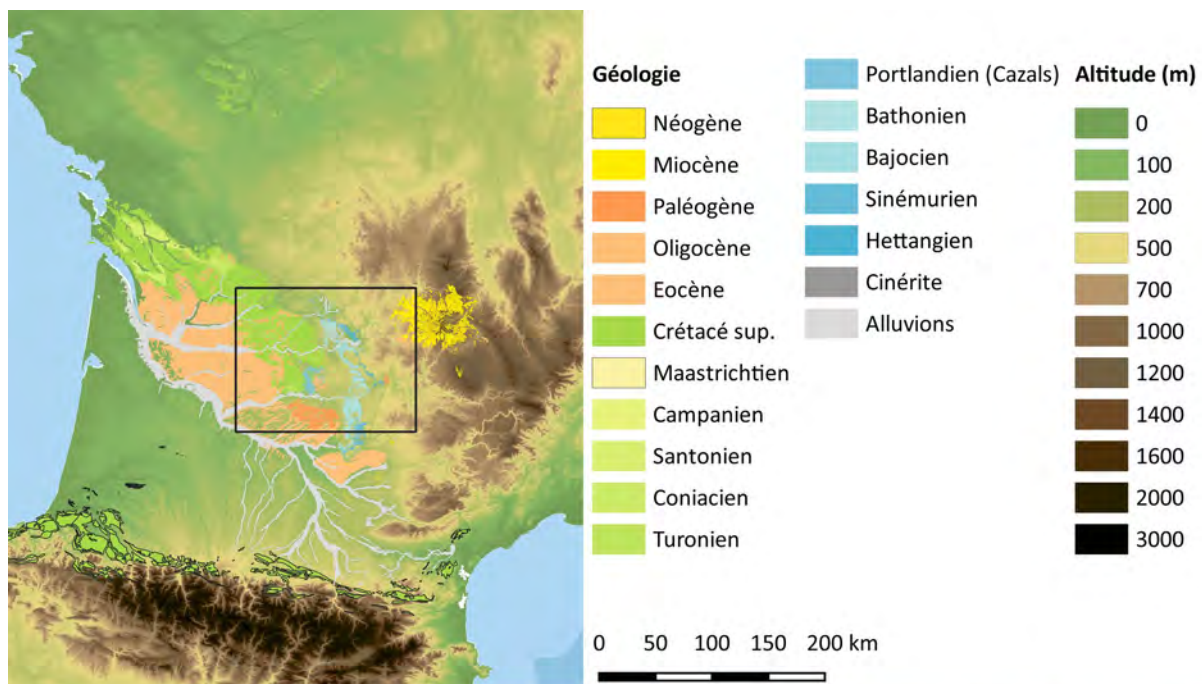 Géologie
Néogène
Miocène
Paléogène
Oligocène
Eocène
Crétacé sup.
Maastrichtien
Campanien
Santonien
Coniacien
Turonien
Portlandien (Cazals)
Bathonien
Bajocien
Sinémurien
Hettangien
Cinérite
Alluvions
Altitude (m)
0
100
200
500
700
1000
1200
1400
1600
2000
3000
0 50 100 150 200 km